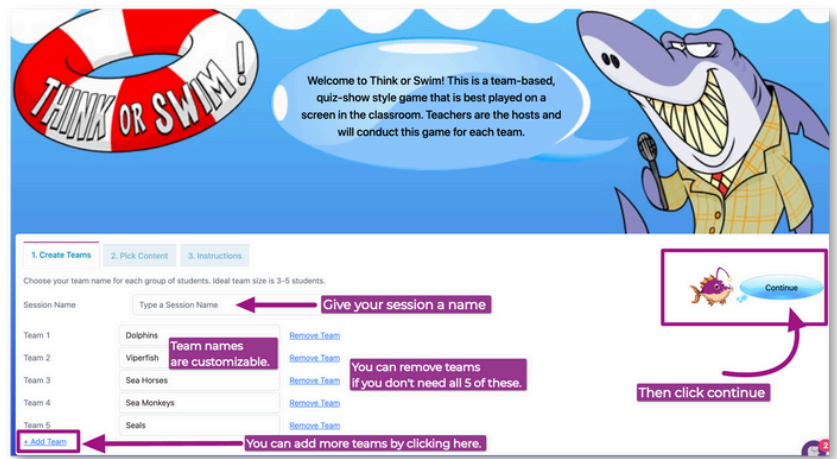 THINK OR SWIM!
Welcome to Think or Swim! This is a team-based,
quiz-show style game that is best played on a
screen in the classroom. Teachers are the hosts and
will conduct this game for each team.
1. Create Teams
2. Pick Content
3. Instructions
Choose your team name for each group of students. Ideal team size is 3-5 students.
Continue
Session Name
Type a Session Name
Give your session a name
Team 1
Dolphins
Remove Team
Team names
are customizable.
Team 2
Viperfish
Remove Team
You can remove teams
if you don't need all 5 of these.
Team 3
Sea Horses
Remove Team
Then click continue
Team 4
Sea Monkeys
Remove Team
Team 5
Seals
Remove Team
+ Add Team
You can add more teams by clicking here.
2